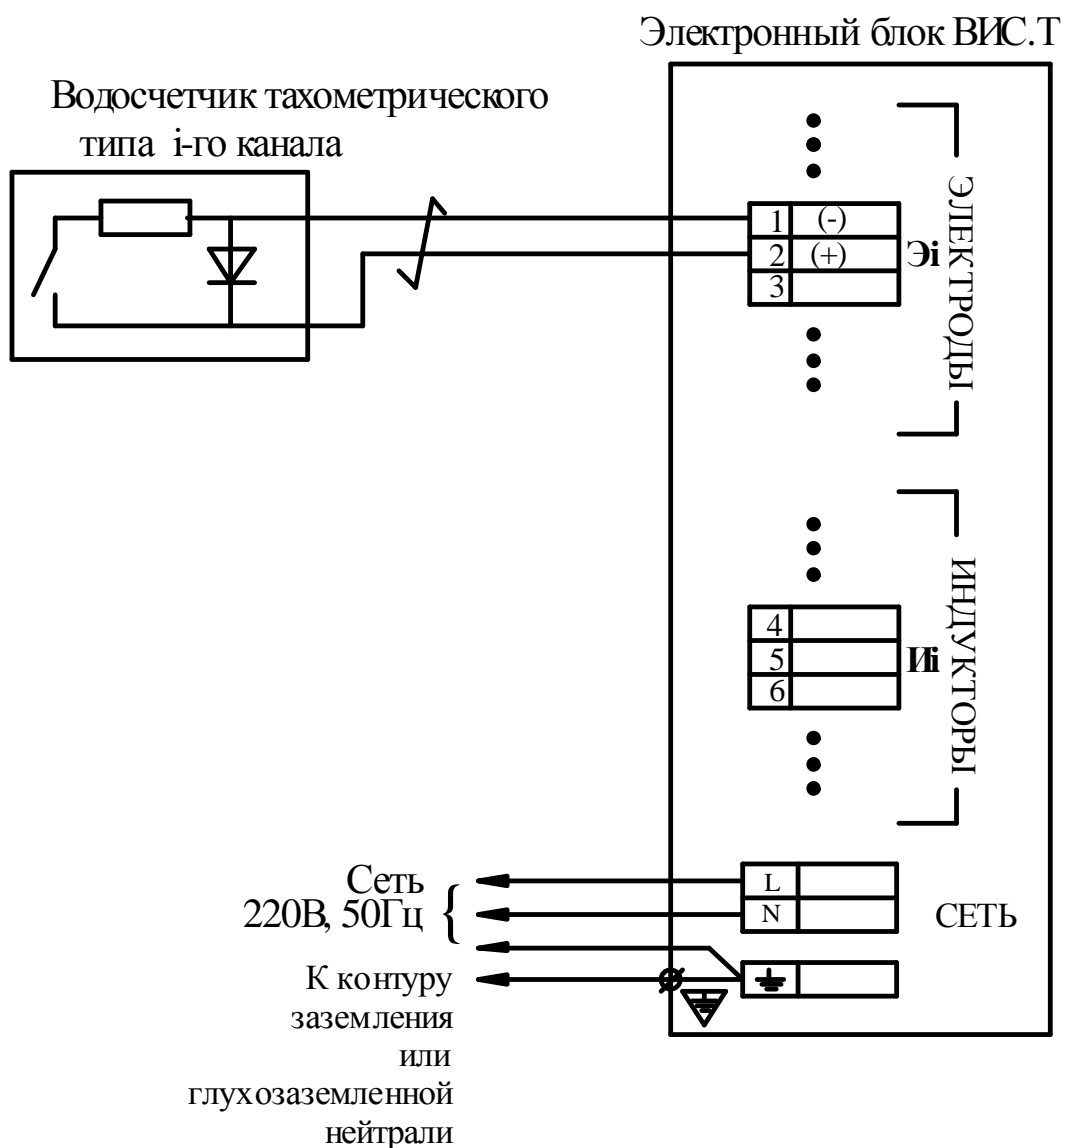 Электронный блок ВИС.Т
Водосчетчик тахометрического
типа i-го канала
1 (-)
2 (+)
3
Эi
ЭЛЕКТРОДЫ
4
5
6
Иi
ИНДУКТОРЫ
L
N
СЕТЬ
Сеть
220В, 50Гц
К контуру
заземления
или
глухозаземленной
нейтрали